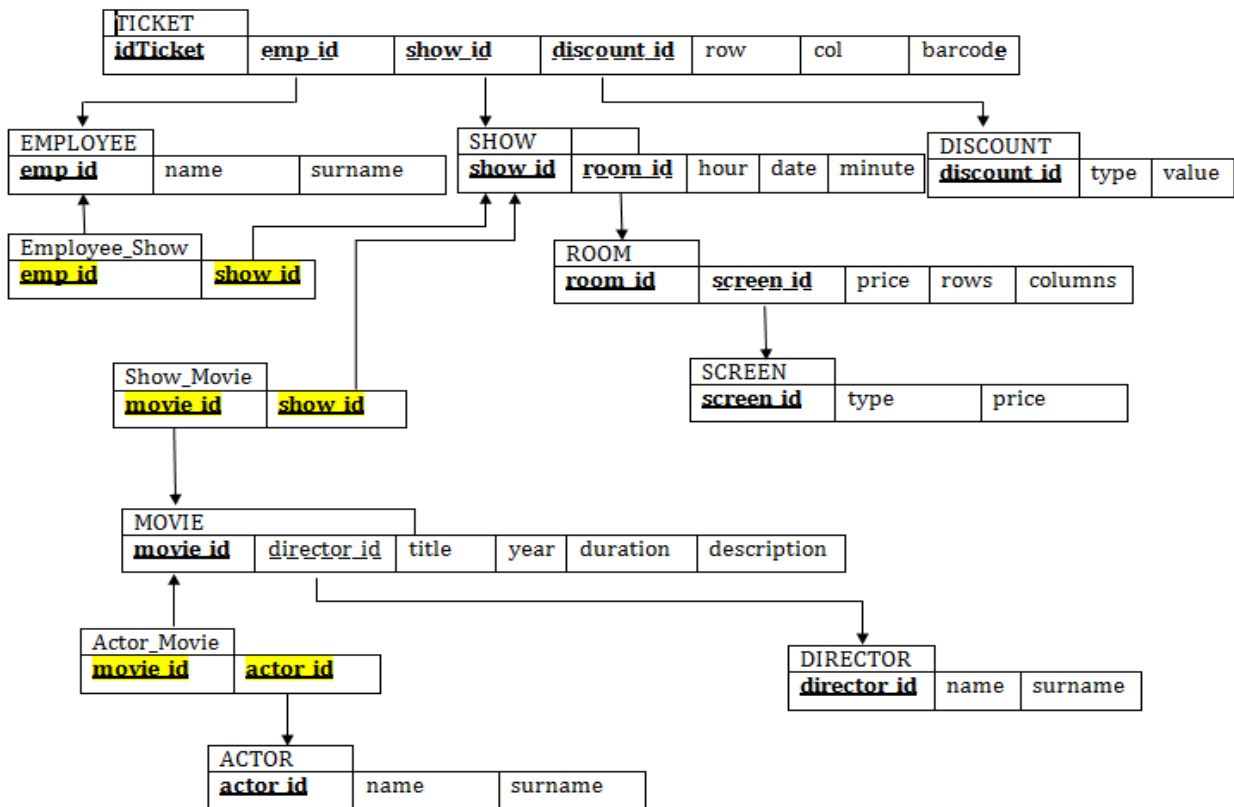 TICKET
idTicket emp_id show_id discount_id row col barcode
EMPLOYEE
emp_id name surname
SHOW
show_id room_id hour date minute
DISCOUNT
discount_id type value
Employee_Show
emp_id show_id
ROOM
room_id screen_id price rows columns
Show_Movie
movie_id show_id
SCREEN
screen_id type price
MOVIE
movie_id director_id title year duration description
Actor_Movie
movie_id actor_id
DIRECTOR
director_id name surname
ACTOR
actor_id name surname